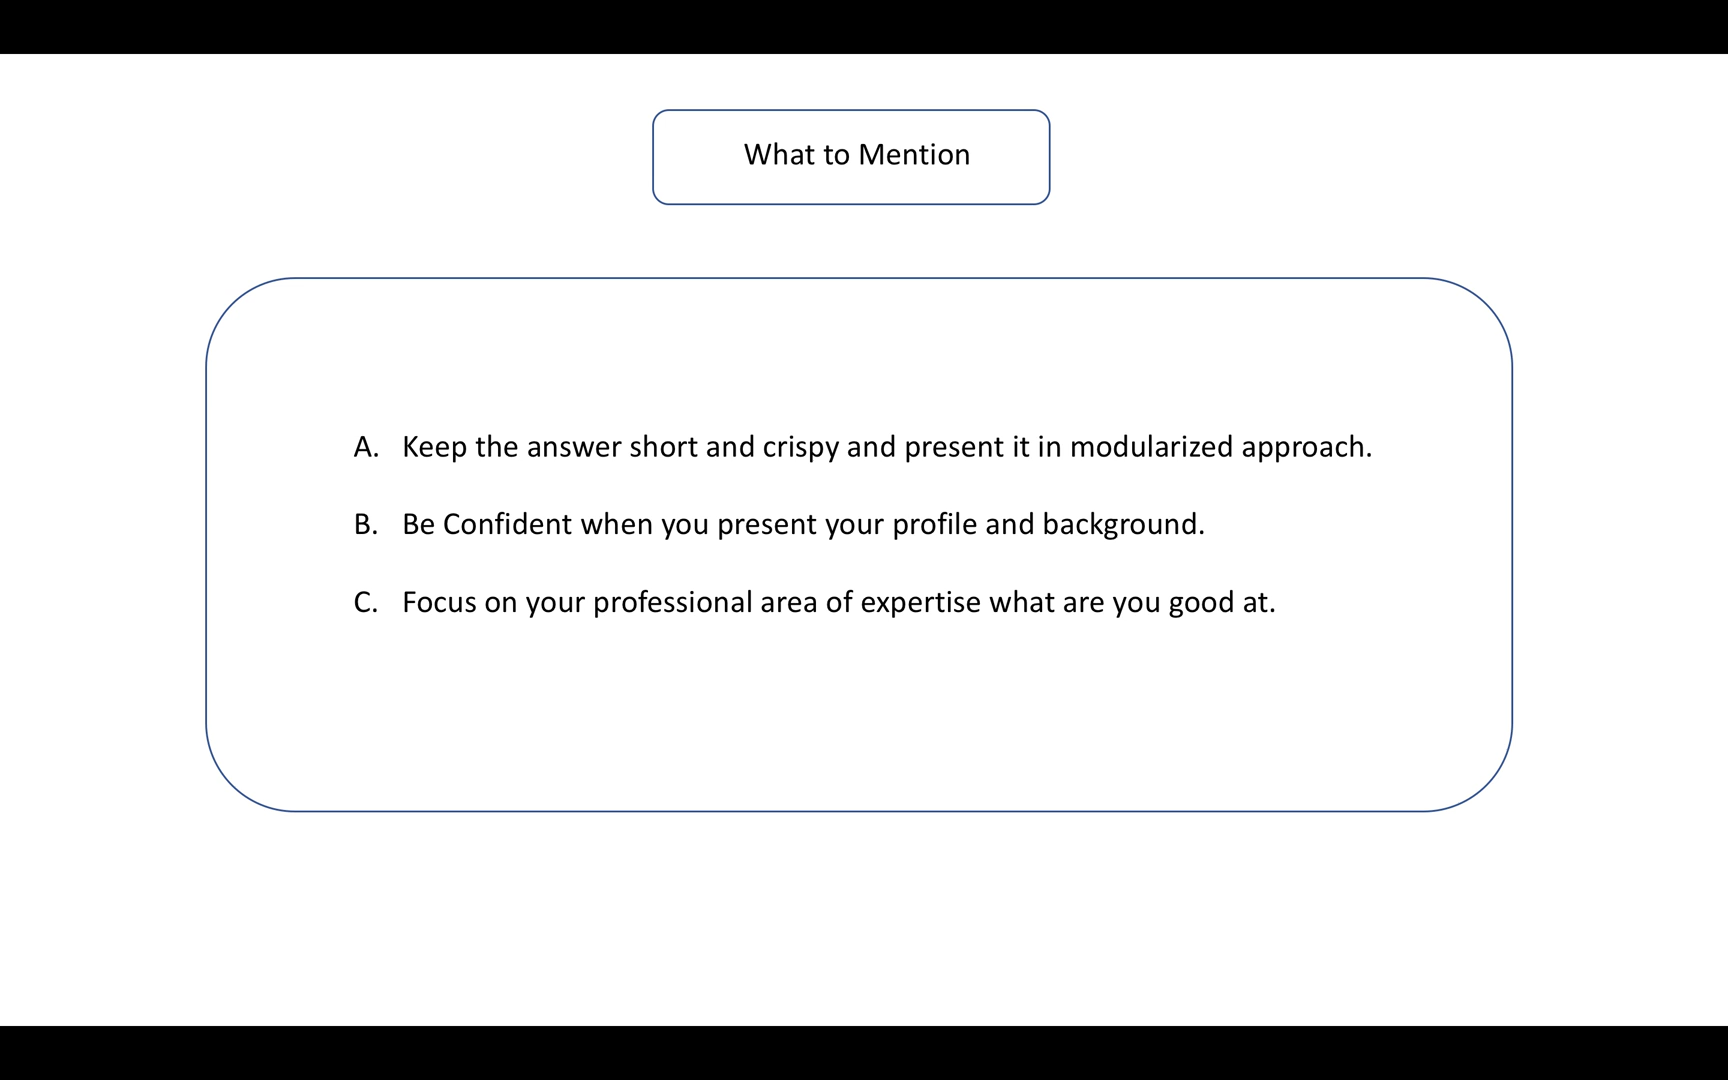 What to Mention
A. Keep the answer short and crispy and present it in modularized approach.
B. Be Confident when you present your profile and background.
C. Focus on your professional area of expertise what are you good at.